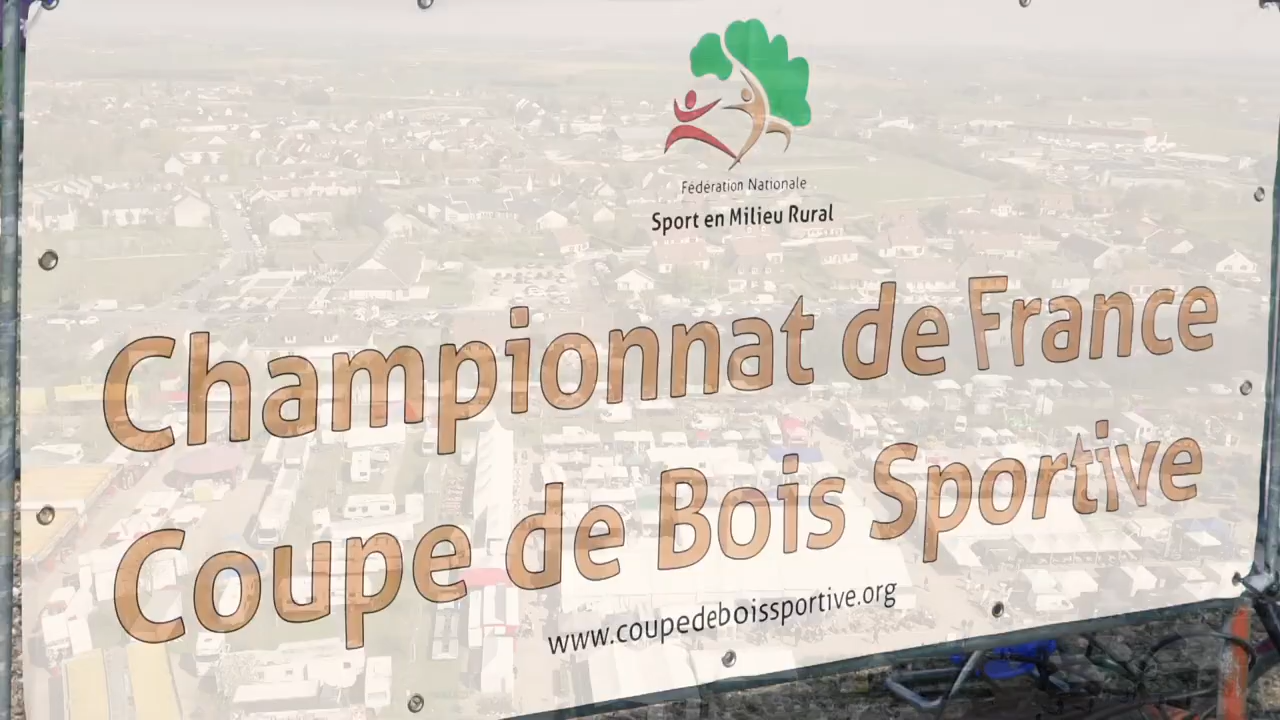 Fédération Nationale
Sport en Milieu Rural
Championnat de France
Coupe de Bois Sportive
www.coupedeboissportive.org